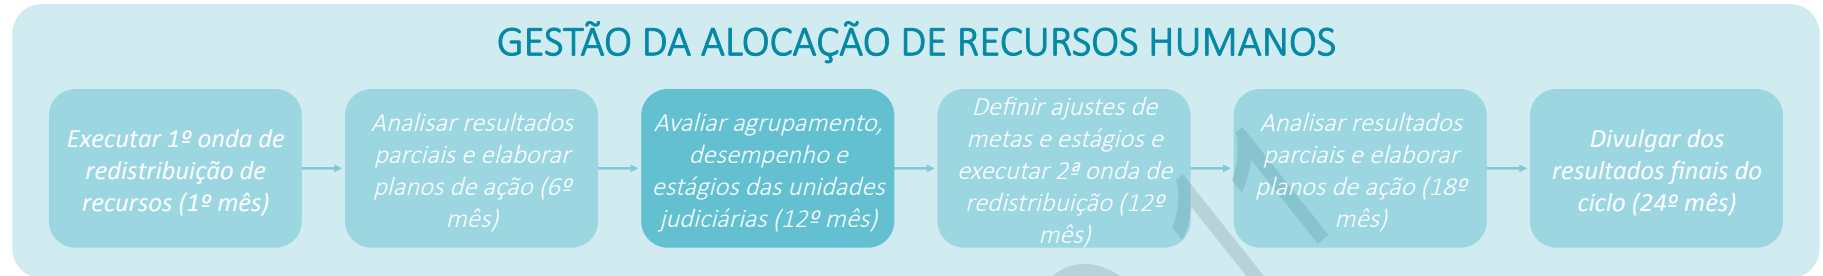 GESTÃO DA ALOCAÇÃO DE RECURSOS HUMANOS
Executar 1º onda de
redistribuição de
recursos (1º mês)
Analisar resultados
parciais e elaborar
planos de ação (6º
mês)
Avaliar agrupamento,
desempenho e
estágios das unidades
judiciárias (12º mês)
Definir ajustes de
metas e estágios e
executar 2ª onda de
redistribuição (12º
mês)
Analisar resultados
parciais e elaborar
planos de ação (18º
mês)
Divulgar dos
resultados finais do
ciclo (24º mês)